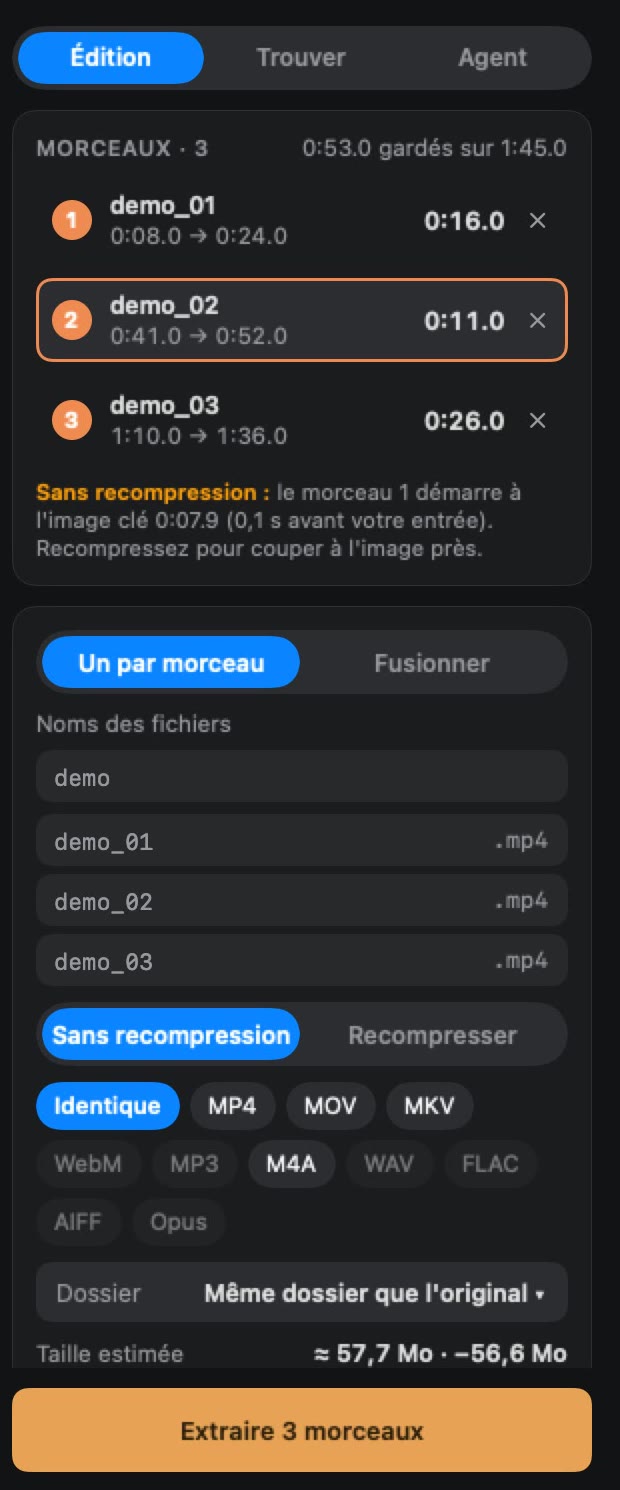 Édition Trouver Agent
MORCEAUX · 3 0:53.0 gardés sur 1:45.0
1 demo_01 0:16.0 ×
0:08.0 → 0:24.0
2 demo_02 0:11.0 ×
0:41.0 → 0:52.0
3 demo_03 0:26.0 ×
1:10.0 → 1:36.0
Sans recompression : le morceau 1 démarre à
l'image clé 0:07.9 (0,1 s avant votre entrée).
Recompressez pour couper à l'image près.
Un par morceau Fusionner
Noms des fichiers
demo
demo_01 .mp4
demo_02 .mp4
demo_03 .mp4
Sans recompression Recompresser
Identique MP4 MOV MKV
WebM MP3 M4A WAV FLAC
AIFF Opus
Dossier Même dossier que l'original ▾
Taille estimée ≈ 57,7 Mo · −56,6 Mo
Extraire 3 morceaux